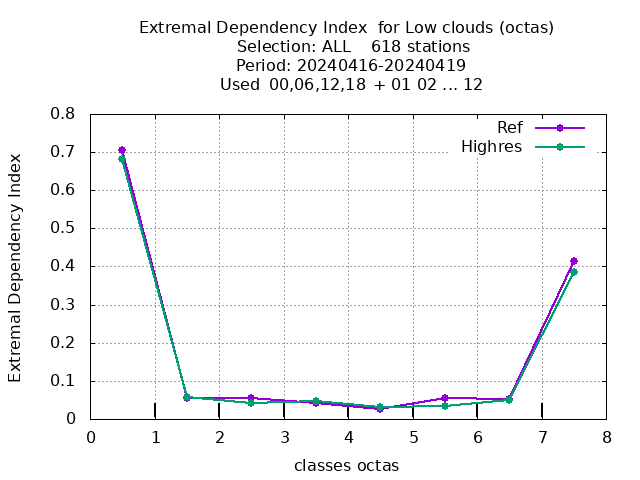 Extremal Dependency Index  for Low clouds (octas)
Selection: ALL    618 stations
Period: 20240416-20240419
Used  00,06,12,18  + 01 02 ... 12
Ref
Highres
Extremal Dependency Index
0.8
0.7
0.6
0.5
0.4
0.3
0.2
0.1
0
0 1 2 3 4 5 6 7 8
classes octas